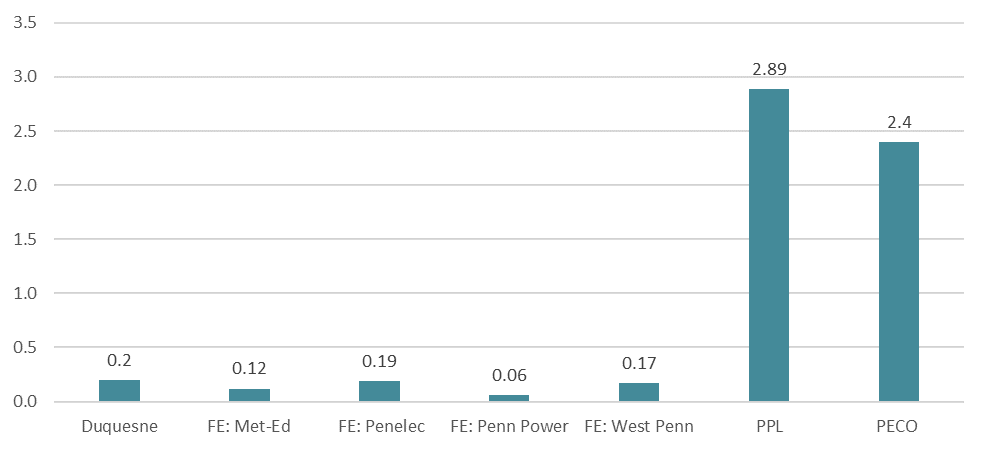 3.5
3.0
2.5
2.0
1.5
1.0
0.5
0.0
0.2
0.12
0.19
0.06
0.17
2.89
2.4
Duquesne
FE: Met-Ed
FE: Penelec
FE: Penn Power
FE: West Penn
PPL
PECO